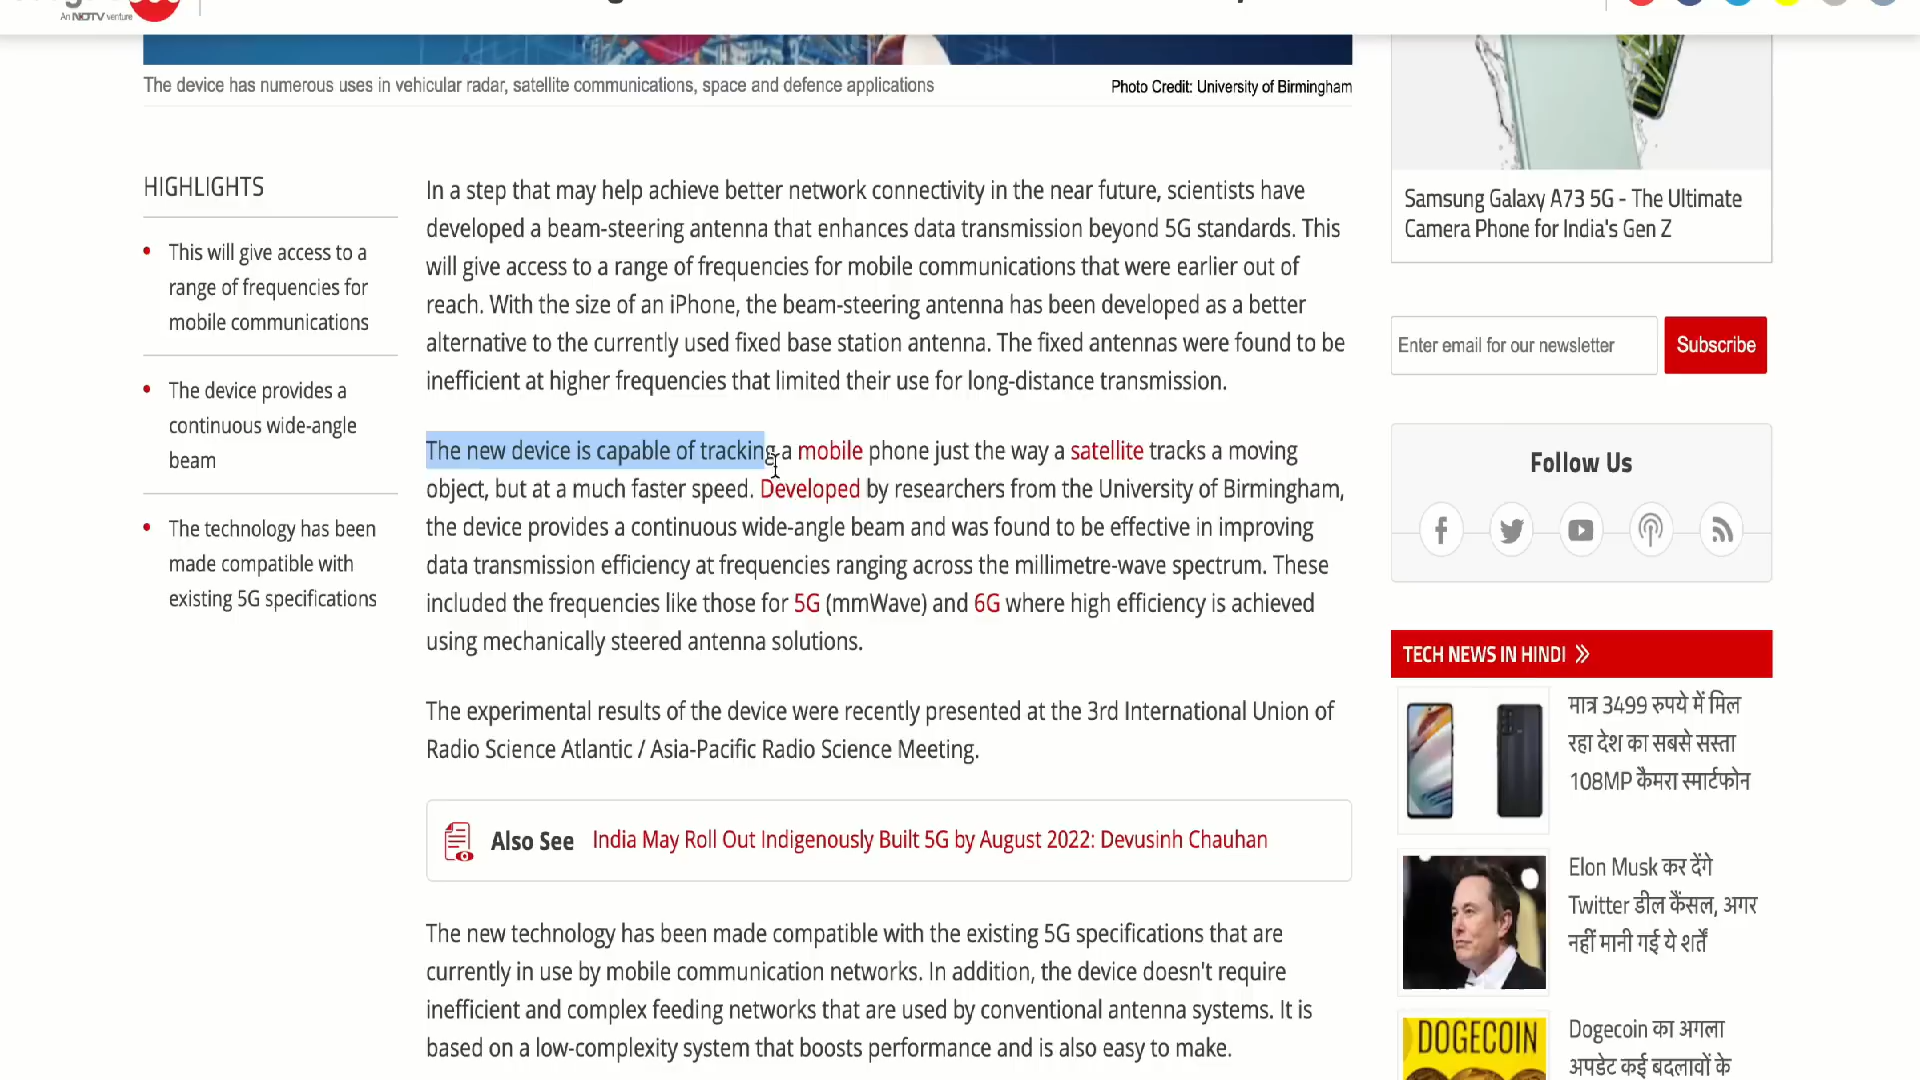 An NDTV venture
The device has numerous uses in vehicular radar, satellite communications, space and defence applications
Photo Credit: University of Birmingham
HIGHLIGHTS
This will give access to a
range of frequencies for
mobile communications
The device provides a
continuous wide-angle
beam
The technology has been
made compatible with
existing 5G specifications
In a step that may help achieve better network connectivity in the near future, scientists have
developed a beam-steering antenna that enhances data transmission beyond 5G standards. This
will give access to a range of frequencies for mobile communications that were earlier out of
reach. With the size of an iPhone, the beam-steering antenna has been developed as a better
alternative to the currently used fixed base station antenna. The fixed antennas were found to be
inefficient at higher frequencies that limited their use for long-distance transmission.
The new device is capable of tracking a mobile phone just the way a satellite tracks a moving
object, but at a much faster speed. Developed by researchers from the University of Birmingham,
the device provides a continuous wide-angle beam and was found to be effective in improving
data transmission efficiency at frequencies ranging across the millimetre-wave spectrum. These
included the frequencies like those for 5G (mmWave) and 6G where high efficiency is achieved
using mechanically steered antenna solutions.
The experimental results of the device were recently presented at the 3rd International Union of
Radio Science Atlantic / Asia-Pacific Radio Science Meeting.
Also See India May Roll Out Indigenously Built 5G by August 2022: Devusinh Chauhan
The new technology has been made compatible with the existing 5G specifications that are
currently in use by mobile communication networks. In addition, the device doesn't require
inefficient and complex feeding networks that are used by conventional antenna systems. It is
based on a low-complexity system that boosts performance and is also easy to make.
Samsung Galaxy A73 5G - The Ultimate
Camera Phone for India's Gen Z
Enter email for our newsletter
Subscribe
Follow Us
TECH NEWS IN HINDI
मात्र 3499 रुपये में मिल
रहा देश का सबसे सस्ता
108MP कैमरा स्मार्टफोन
Elon Musk कर देंगे
Twitter डील कैंसल, अगर
नहीं मानी गई ये शर्तें
DOGECOIN
Dogecoin का अगला
अपडेट कई बदलावों के